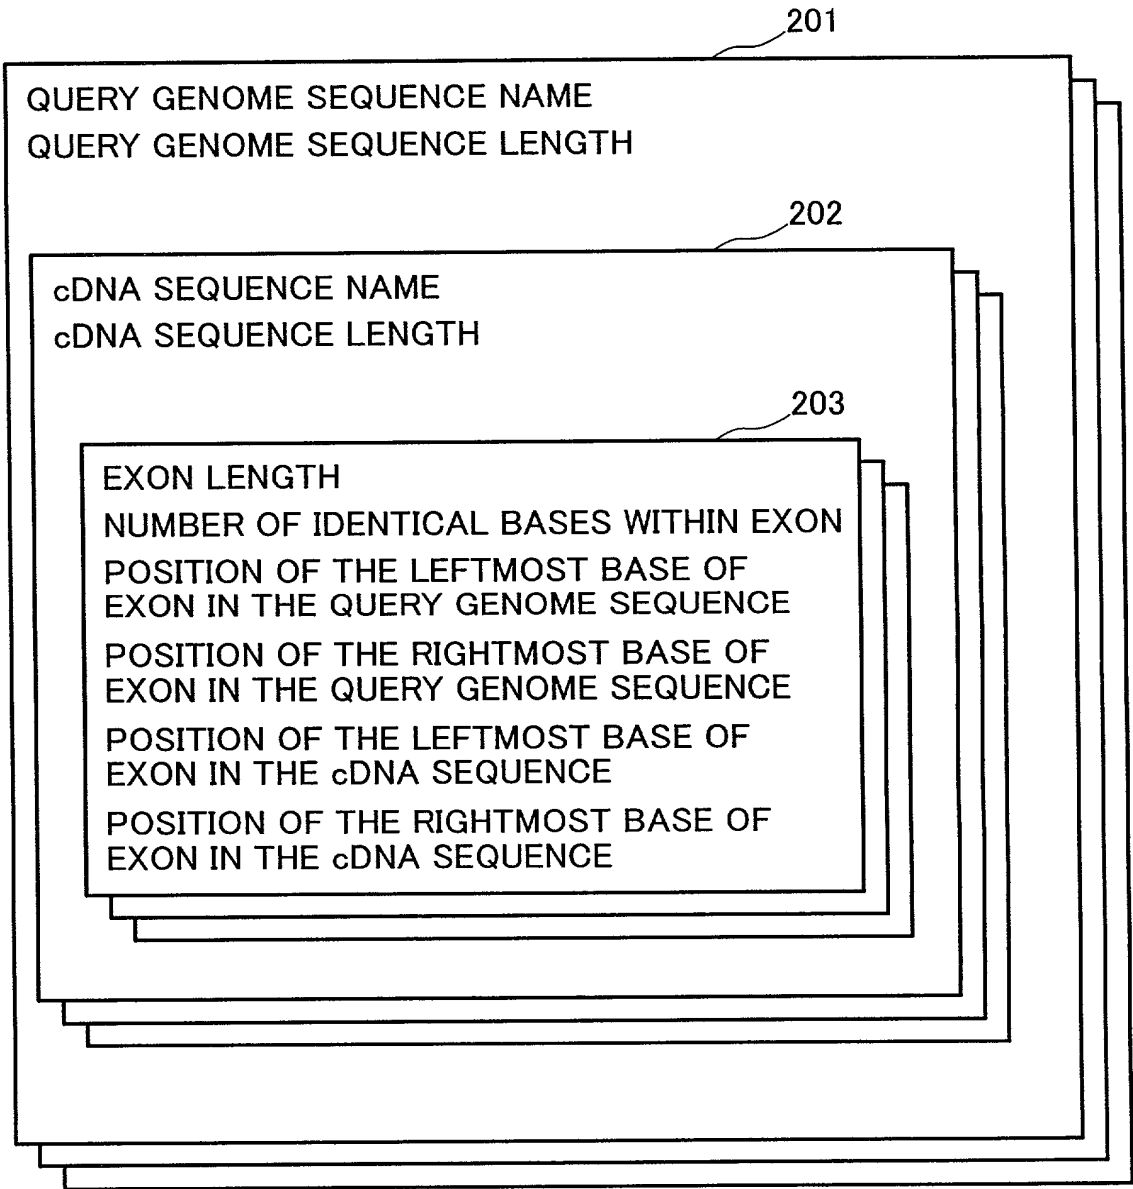 201
QUERY GENOME SEQUENCE NAME
QUERY GENOME SEQUENCE LENGTH
202
cDNA SEQUENCE NAME
cDNA SEQUENCE LENGTH
203
EXON LENGTH
NUMBER OF IDENTICAL BASES WITHIN EXON
POSITION OF THE LEFTMOST BASE OF
EXON IN THE QUERY GENOME SEQUENCE
POSITION OF THE RIGHTMOST BASE OF
EXON IN THE QUERY GENOME SEQUENCE
POSITION OF THE LEFTMOST BASE OF
EXON IN THE cDNA SEQUENCE
POSITION OF THE RIGHTMOST BASE OF
EXON IN THE cDNA SEQUENCE